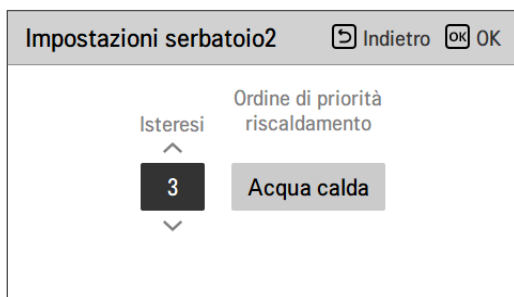 Impostazioni serbatoio2 Indietro OK OK
Ordine di priorità
Isteresi riscaldamento
3 Acqua calda